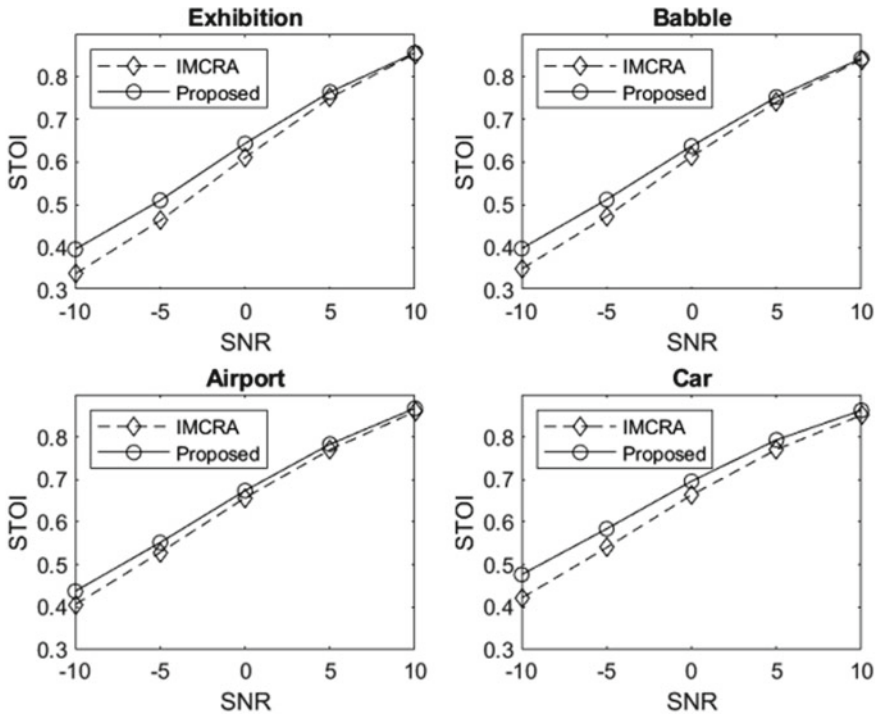 Exhibition
IMCRA
Proposed
STOI
0.8
0.7
0.6
0.5
0.4
0.3
-10 -5 0 5 10
SNR
Babble
IMCRA
Proposed
STOI
0.8
0.7
0.6
0.5
0.4
0.3
-10 -5 0 5 10
SNR
Airport
IMCRA
Proposed
STOI
0.8
0.7
0.6
0.5
0.4
0.3
-10 -5 0 5 10
SNR
Car
IMCRA
Proposed
STOI
0.8
0.7
0.6
0.5
0.4
0.3
-10 -5 0 5 10
SNR